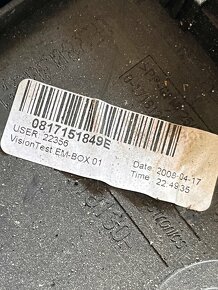 0817151849E
USER: 22356
VisionTest EM-BOX 01
Date: 2008-04-17
Time: 22:49:35